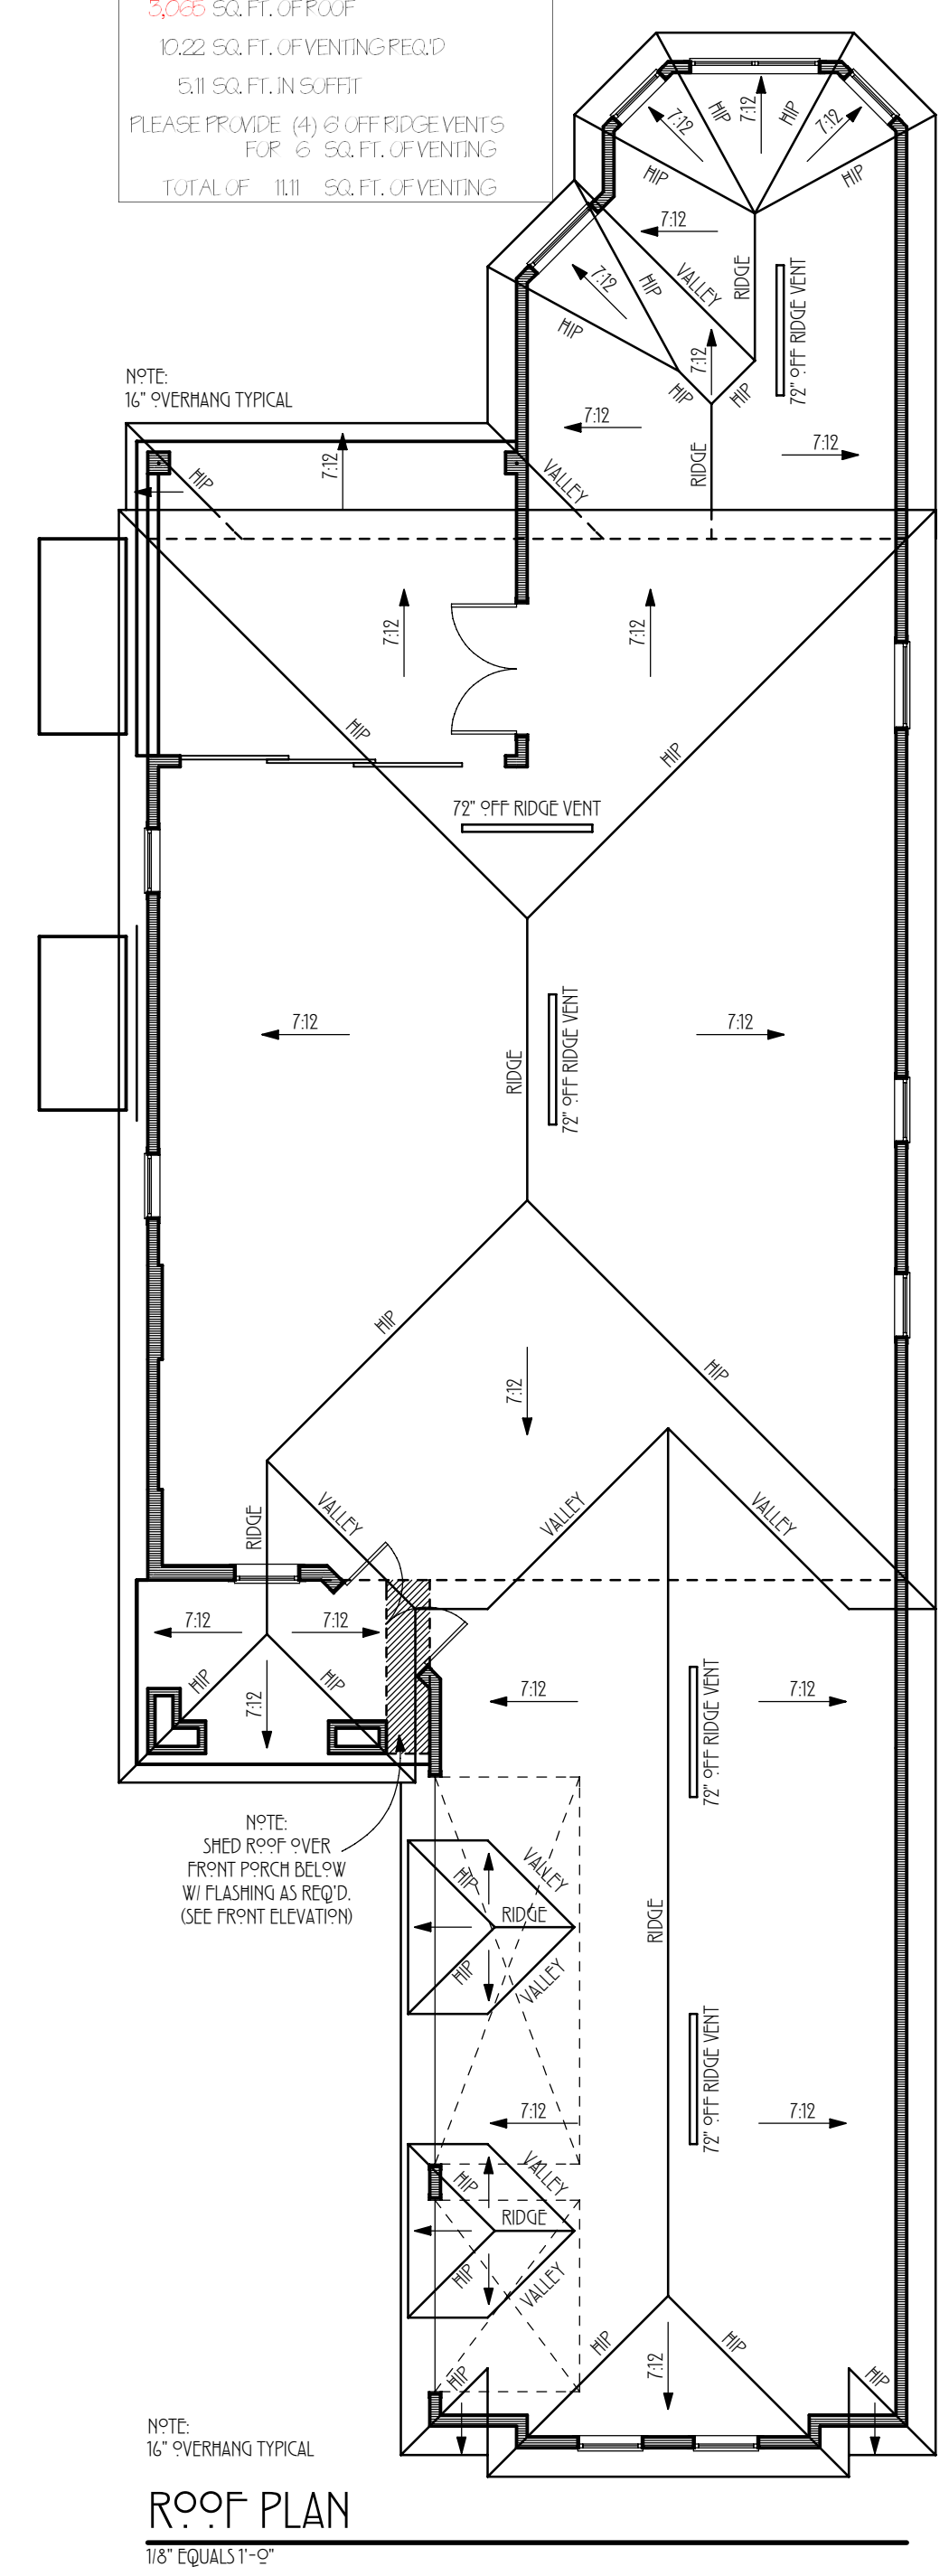 3,065 SQ. FT. OF ROOF
10.22 SQ. FT. OF VENTING REQ.'D
5.11 SQ. FT. IN SOFFIT
PLEASE PROVIDE (4) 6' OFF RIDGE VENTS
FOR 6 SQ. FT. OF VENTING
TOTAL OF 11.11 SQ. FT. OF VENTING
7:12
HIP
7:12
HIP
7:12
HIP
HIP
7:12
7:12
HIP
VALLEY
RIDGE
72" OFF RIDGE VENT
HIP
7:12
HIP
HIP
NOTE:
16" OVERHANG TYPICAL
7:12
7:12
RIDGE
7:12
HIP
VALLEY
7:12
7:12
HIP
HIP
72" OFF RIDGE VENT
7:12
RIDGE
72" OFF RIDGE VENT
7:12
HIP
HIP
7:12
RIDGE
VALLEY
VALLEY
VALLEY
7:12
7:12
HIP
HIP
7:12
7:12
7:12
72" OFF RIDGE VENT
NOTE:
SHED ROOF OVER
FRONT PORCH BELOW
W/ FLASHING AS REQ'D.
(SEE FRONT ELEVATION)
HIP
VALLEY
RIDGE
HIP
VALLEY
RIDGE
72" OFF RIDGE VENT
7:12
7:12
HIP
VALLEY
RIDGE
HIP
VALLEY
HIP
HIP
7:12
HIP
HIP
NOTE:
16" OVERHANG TYPICAL
ROOF PLAN
1/8" EQUALS 1'-0"